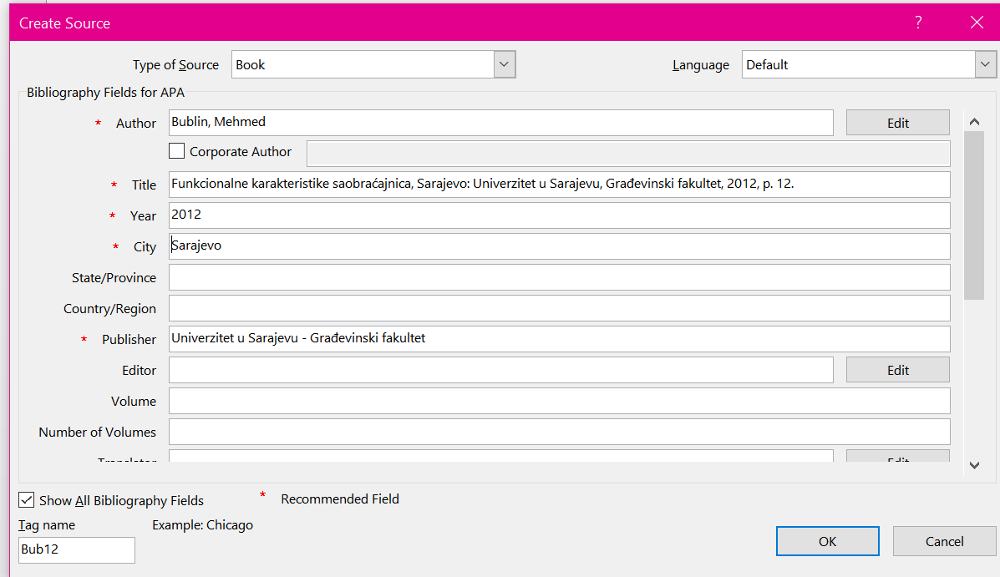 Create Source ?
Type of Source Book Language Default
Bibliography Fields for APA
* Author Bublin, Mehmed Edit
Corporate Author
* Title Funkcionalne karakteristike saobraćajnica, Sarajevo: Univerzitet u Sarajevu, Građevinski fakultet, 2012, p. 12.
* Year 2012
* City Sarajevo
State/Province
Country/Region
* Publisher Univerzitet u Sarajevu - Građevinski fakultet
Editor Edit
Volume
Number of Volumes
Translator Edit
Show All Bibliography Fields * Recommended Field
Tag name Example: Chicago
Bub12 OK Cancel